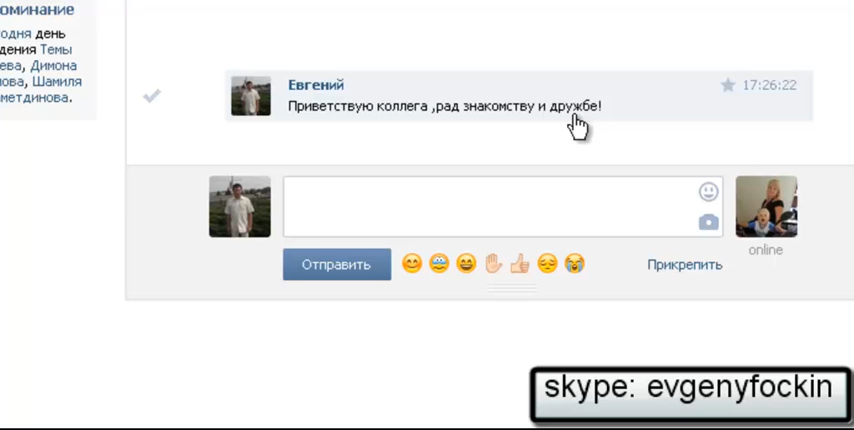 оминание
одня день
дения Темы
ева, Димона
ова, Шамиля
метдинова.
Евгений
17:26:22
Приветствую коллега ,рад знакомству и дружбе!
online
Отправить
Прикрепить
skype: evgenyfockin